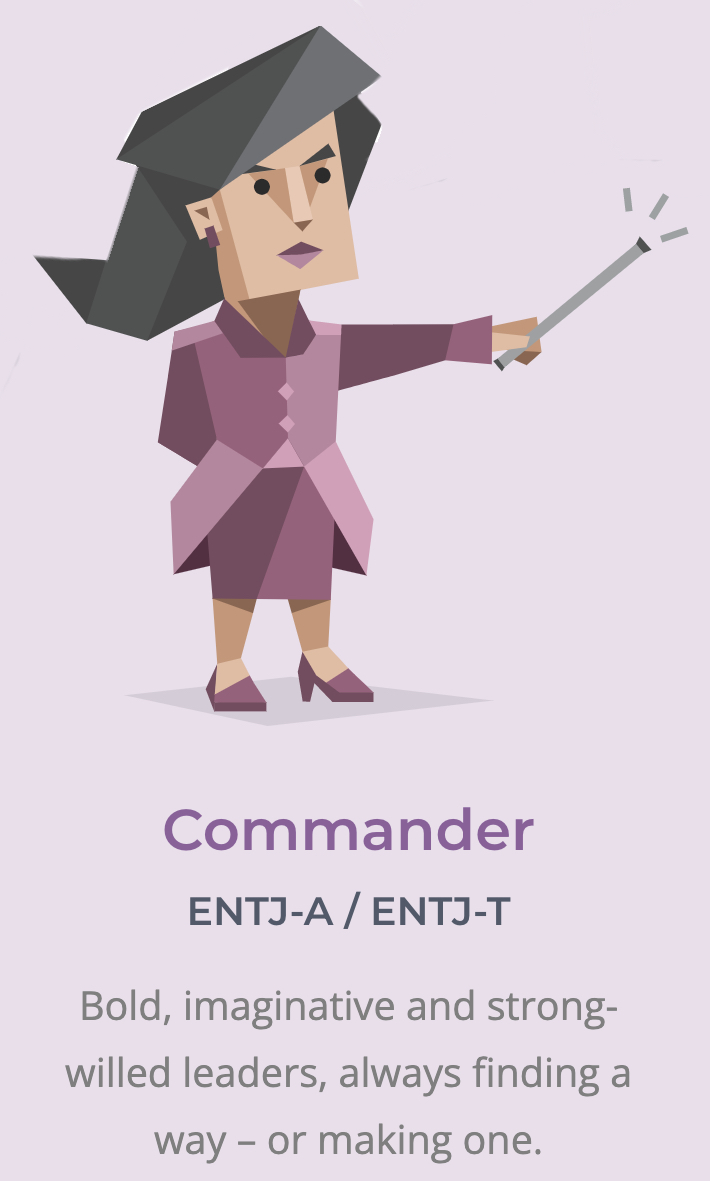 Commander
ENTJ-A / ENTJ-T
Bold, imaginative and strong-
willed leaders, always finding a
way – or making one.